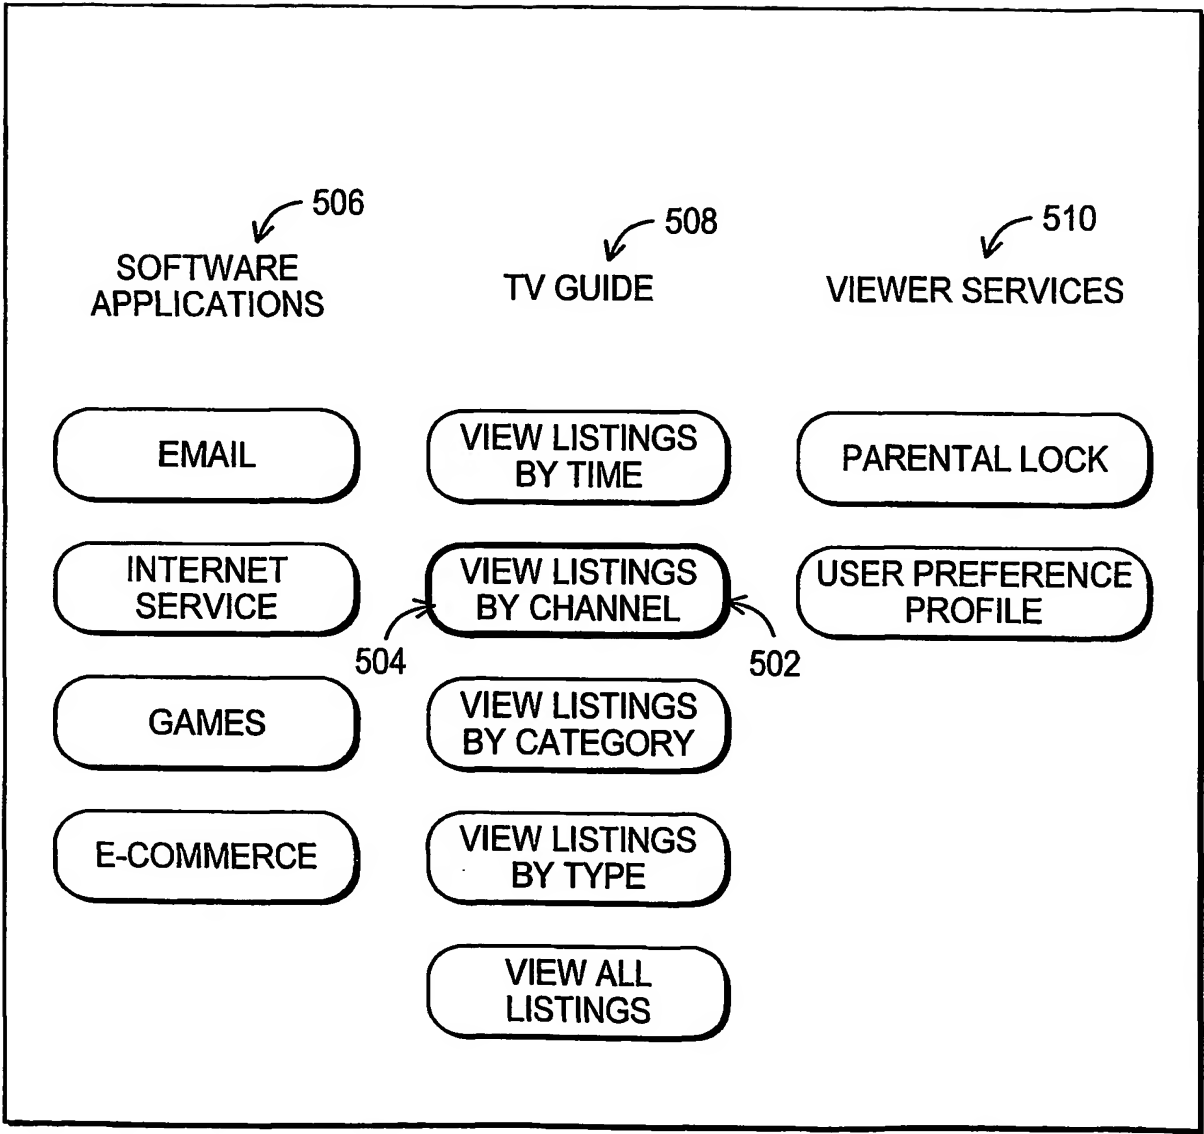 506
SOFTWARE
APPLICATIONS
508
TV GUIDE
510
VIEWER SERVICES
EMAIL
VIEW LISTINGS
BY TIME
PARENTAL LOCK
INTERNET
SERVICE
VIEW LISTINGS
BY CHANNEL
USER PREFERENCE
PROFILE
504
502
GAMES
VIEW LISTINGS
BY CATEGORY
E-COMMERCE
VIEW LISTINGS
BY TYPE
VIEW ALL
LISTINGS